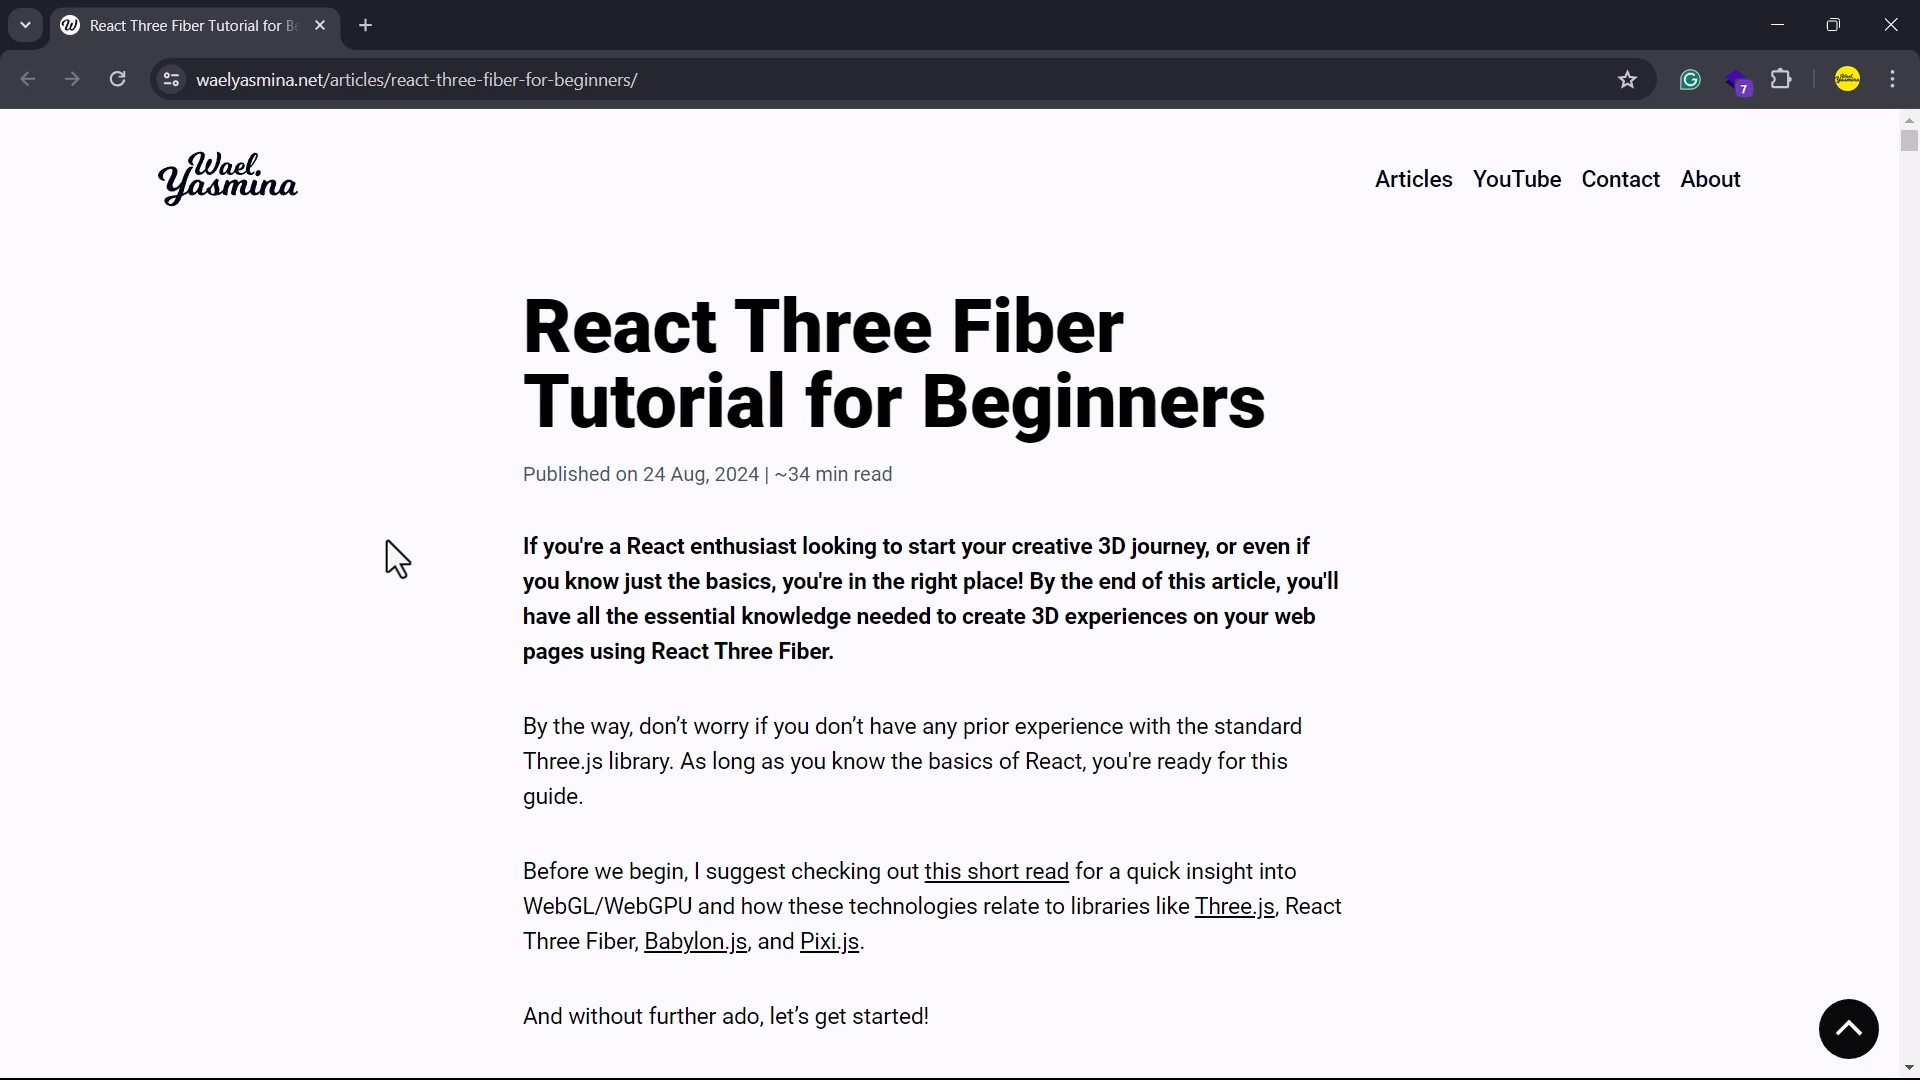 React Three Fiber Tutorial for Be
waelyasmina.net/articles/react-three-fiber-for-beginners/
7
Wael.
Yasmina
Articles YouTube Contact About
React Three Fiber
Tutorial for Beginners
Published on 24 Aug, 2024 | ~34 min read
If you're a React enthusiast looking to start your creative 3D journey, or even if
you know just the basics, you're in the right place! By the end of this article, you'll
have all the essential knowledge needed to create 3D experiences on your web
pages using React Three Fiber.
By the way, don’t worry if you don’t have any prior experience with the standard
Three.js library. As long as you know the basics of React, you're ready for this
guide.
Before we begin, I suggest checking out this short read for a quick insight into
WebGL/WebGPU and how these technologies relate to libraries like Three.js, React
Three Fiber, Babylon.js, and Pixi.js.
And without further ado, let’s get started!